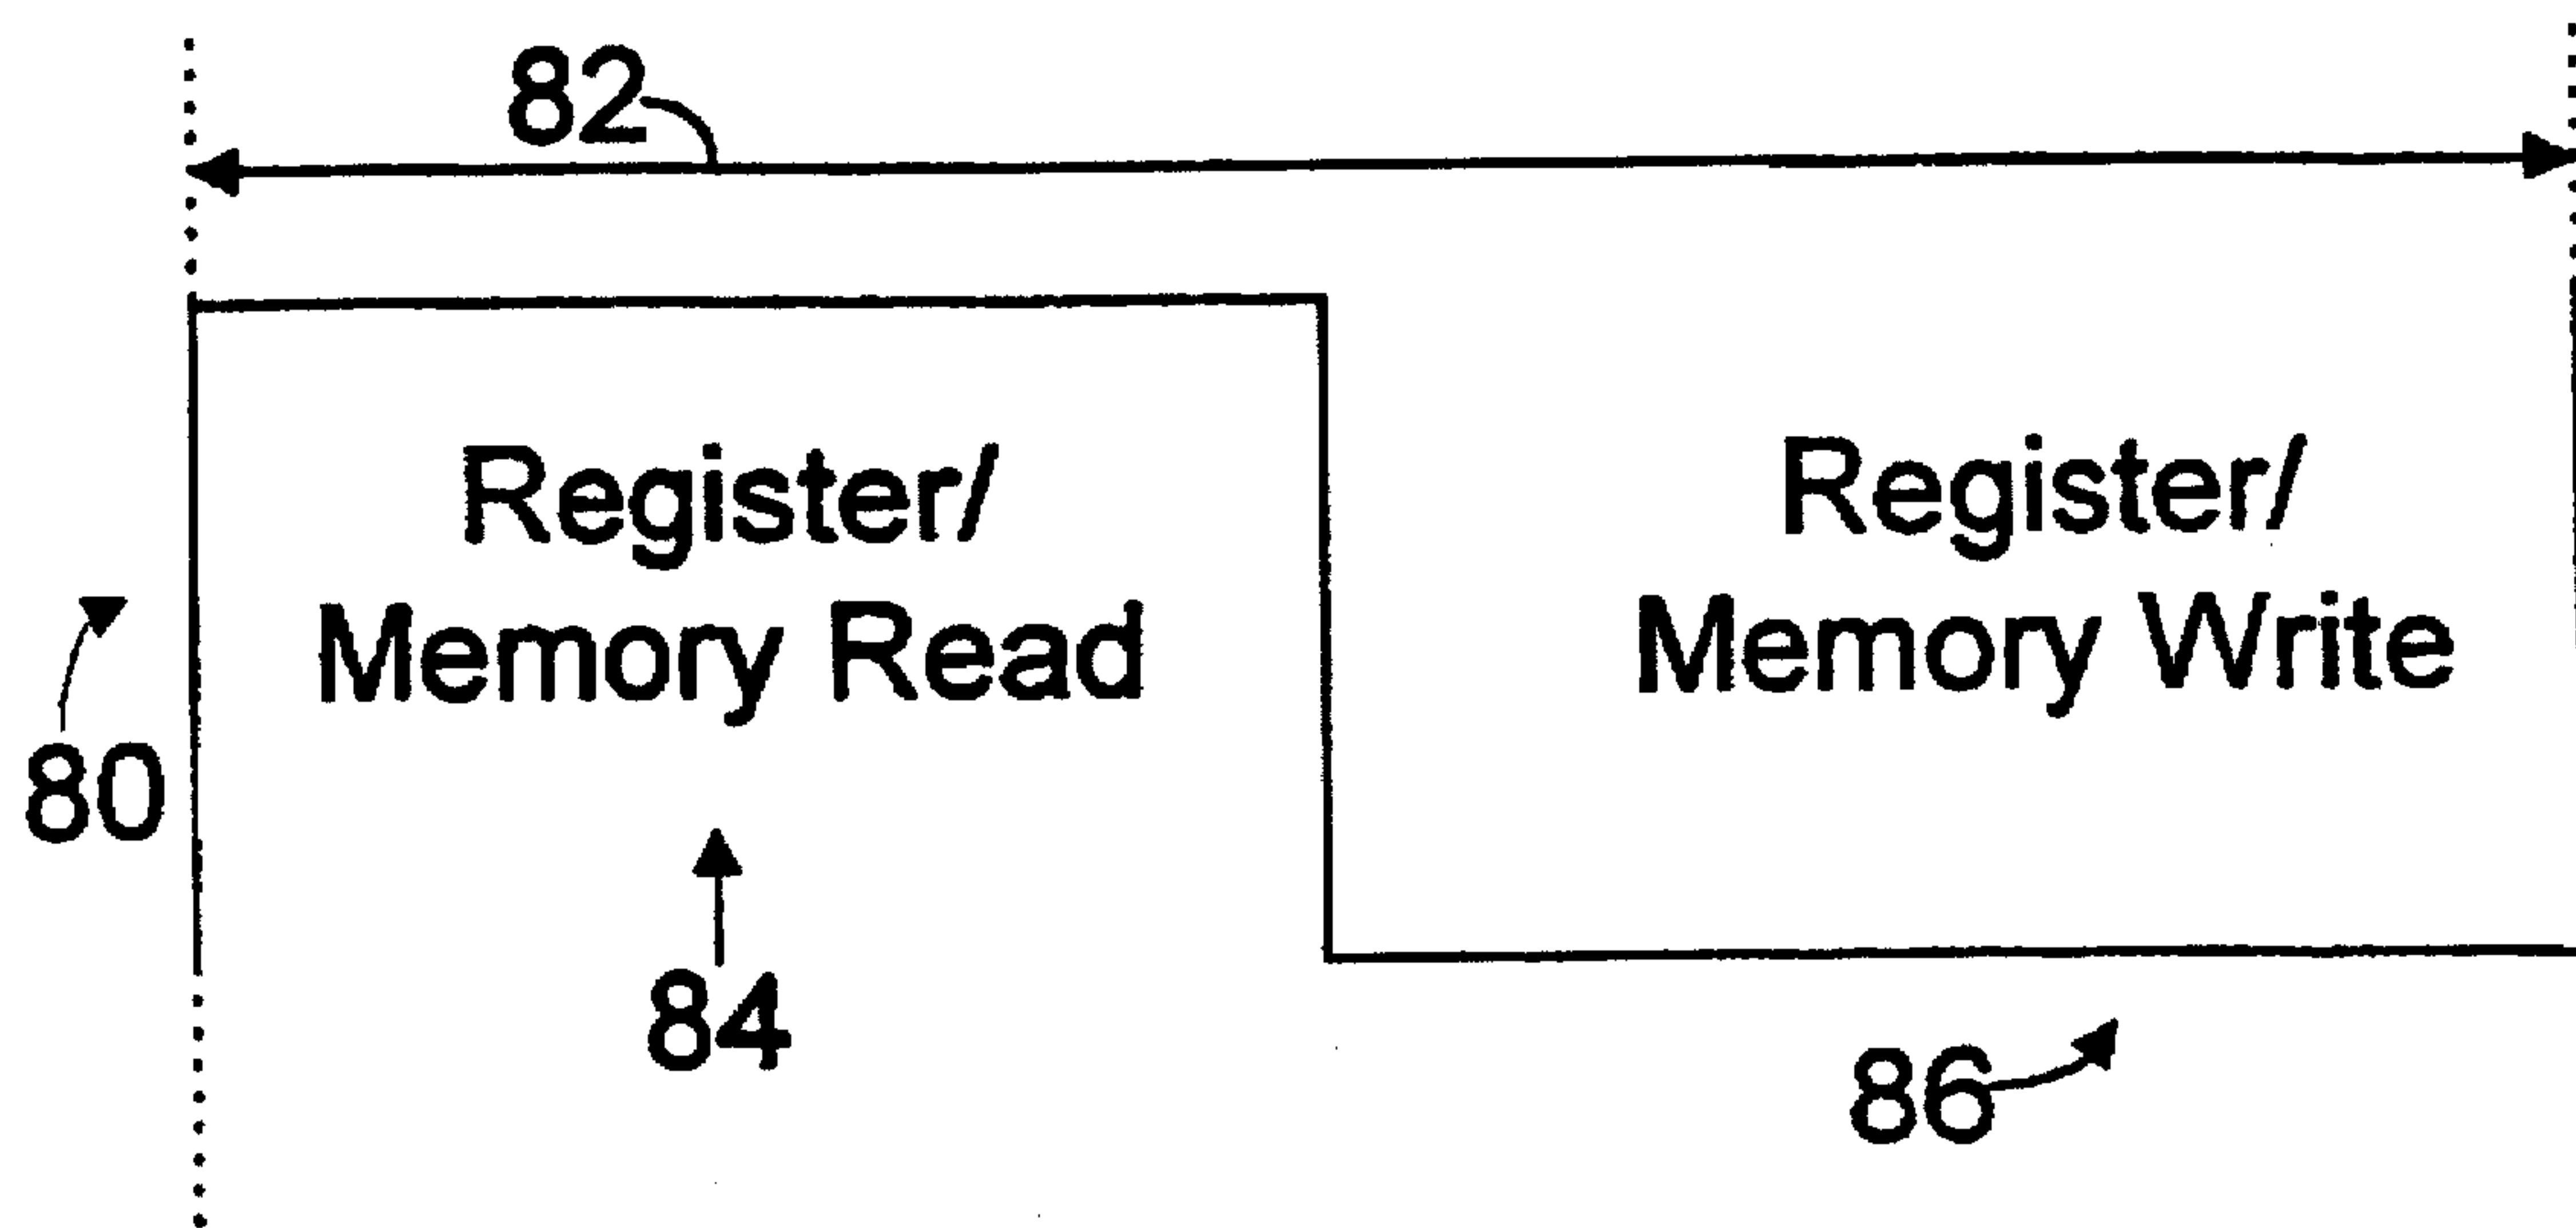 82
Register/
Memory Read
Register/
Memory Write
80
84
86